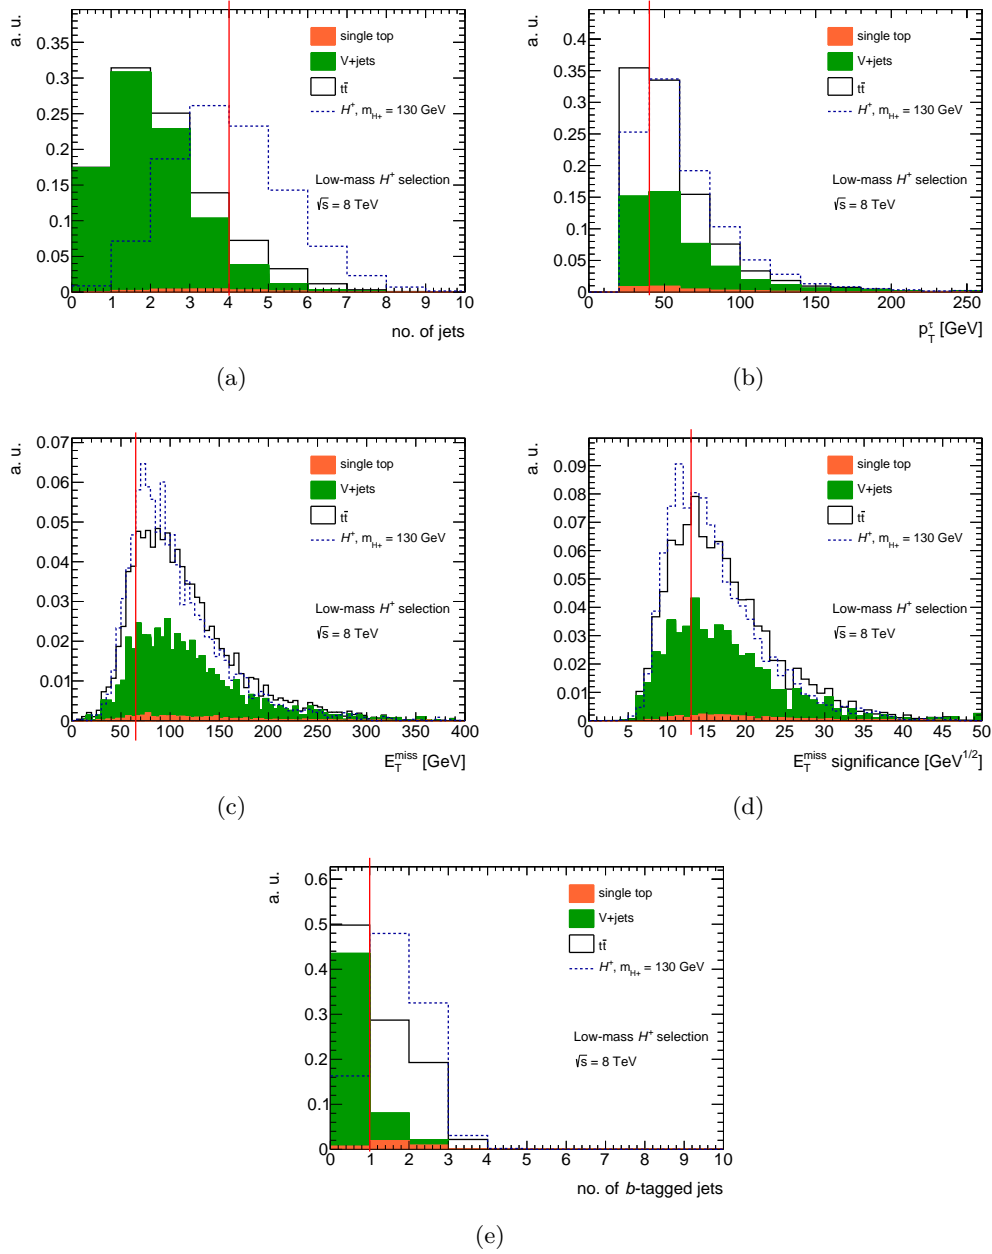 a. u.
0.35
0.3
0.25
0.2
0.15
0.1
0.05
0
0 1 2 3 4 5 6 7 8 9 10
no. of jets
single top
V+jets
tt̄
H⁺, m_H+ = 130 GeV
Low-mass H⁺ selection
√s = 8 TeV
(a)
a. u.
0.4
0.35
0.3
0.25
0.2
0.15
0.1
0.05
0
0 50 100 150 200 250
p_T^τ [GeV]
single top
V+jets
tt̄
H⁺, m_H+ = 130 GeV
Low-mass H⁺ selection
√s = 8 TeV
(b)
a. u.
0.07
0.06
0.05
0.04
0.03
0.02
0.01
0
0 50 100 150 200 250 300 350 400
E_T^miss [GeV]
single top
V+jets
tt̄
H⁺, m_H+ = 130 GeV
Low-mass H⁺ selection
√s = 8 TeV
(c)
a. u.
0.09
0.08
0.07
0.06
0.05
0.04
0.03
0.02
0.01
0
0 5 10 15 20 25 30 35 40 45 50
E_T^miss significance [GeV^1/2]
single top
V+jets
tt̄
H⁺, m_H+ = 130 GeV
Low-mass H⁺ selection
√s = 8 TeV
(d)
a. u.
0.6
0.5
0.4
0.3
0.2
0.1
0
0 1 2 3 4 5 6 7 8 9 10
no. of b-tagged jets
single top
V+jets
tt̄
H⁺, m_H+ = 130 GeV
Low-mass H⁺ selection
√s = 8 TeV
(e)